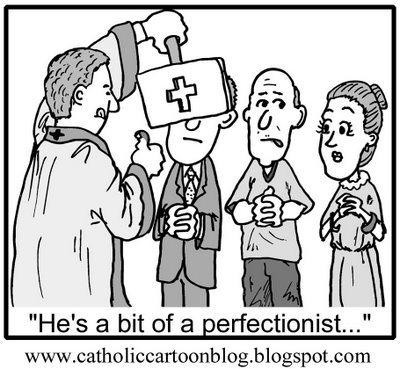 "He's a bit of a perfectionist..."
www.catholiccartoonblog.blogspot.com